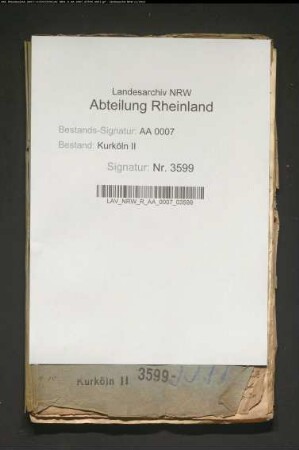 Landesarchiv NRW
Abteilung Rheinland
Bestands-Signatur: AA 0007
Bestand: Kurköln II
Signatur: Nr. 3599
LAV_NRW_R_AA_0007_03599
Kurköln II 3599